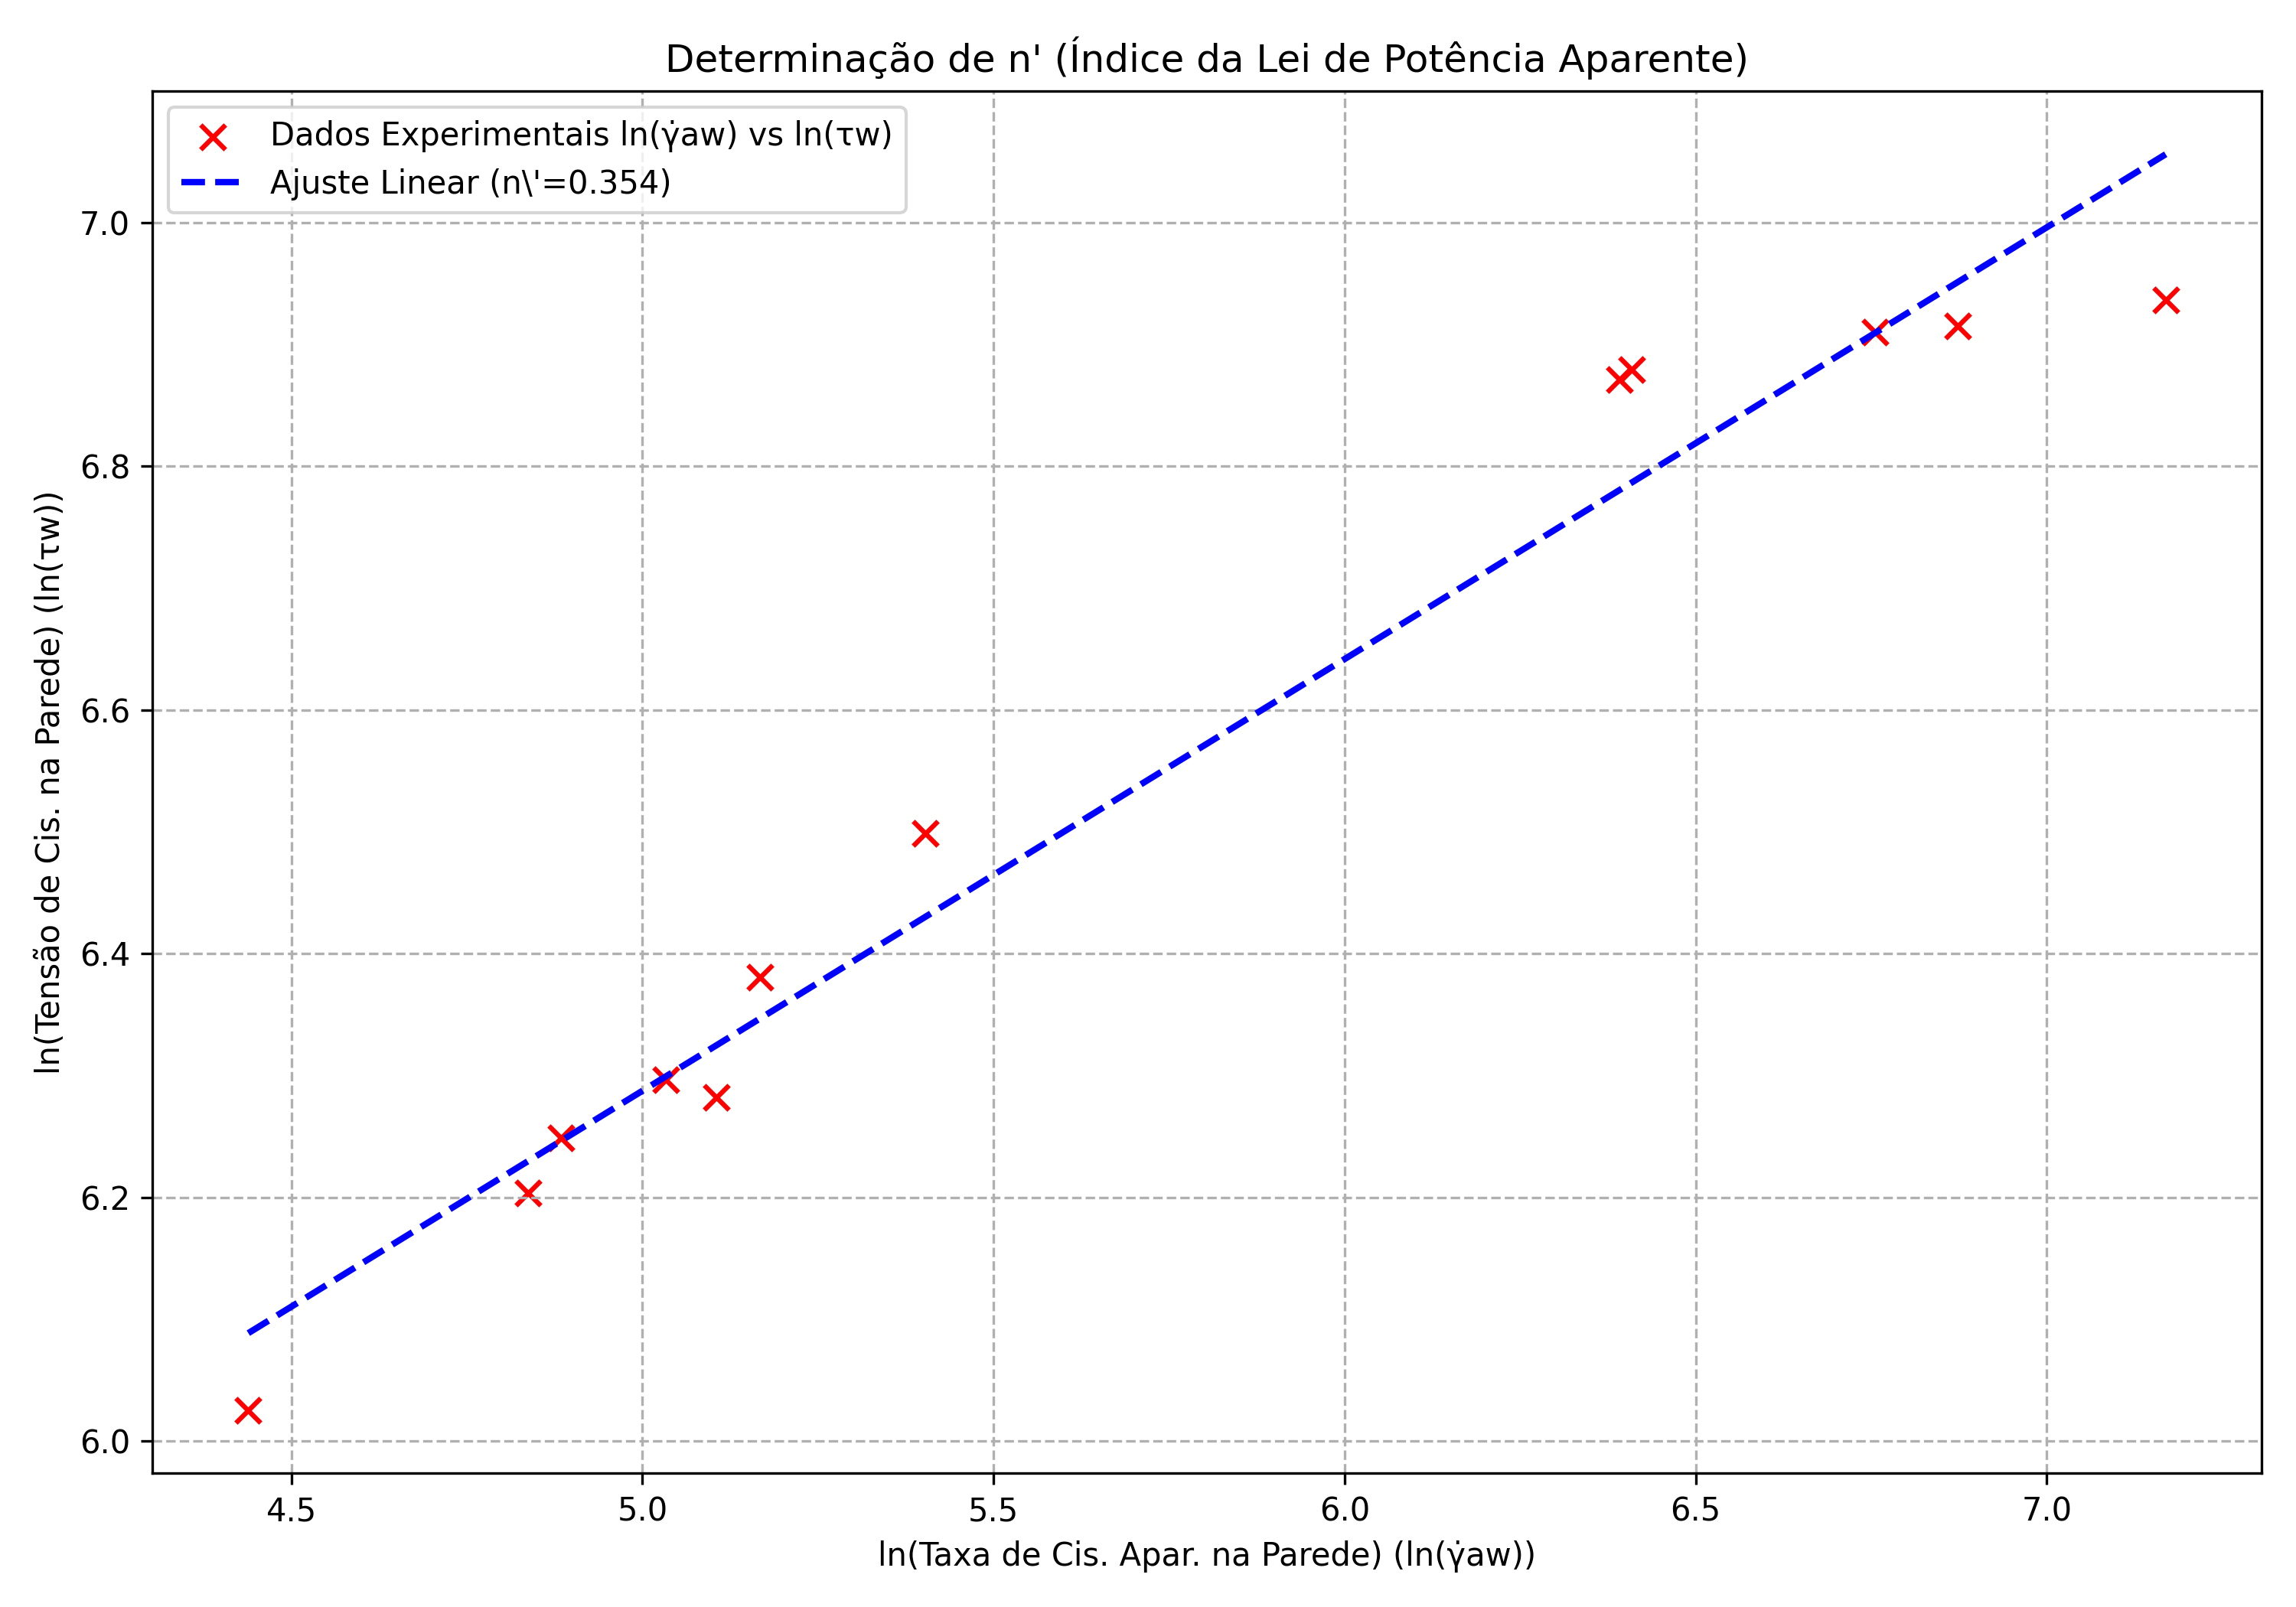 Determinação de n' (Índice da Lei de Potência Aparente)
Dados Experimentais ln(γ̇aw) vs ln(τw)
Ajuste Linear (n\'=0.354)
ln(Tensão de Cis. na Parede) (ln(τw))
7.0
6.8
6.6
6.4
6.2
6.0
4.5 5.0 5.5 6.0 6.5 7.0
ln(Taxa de Cis. Apar. na Parede) (ln(γ̇aw))